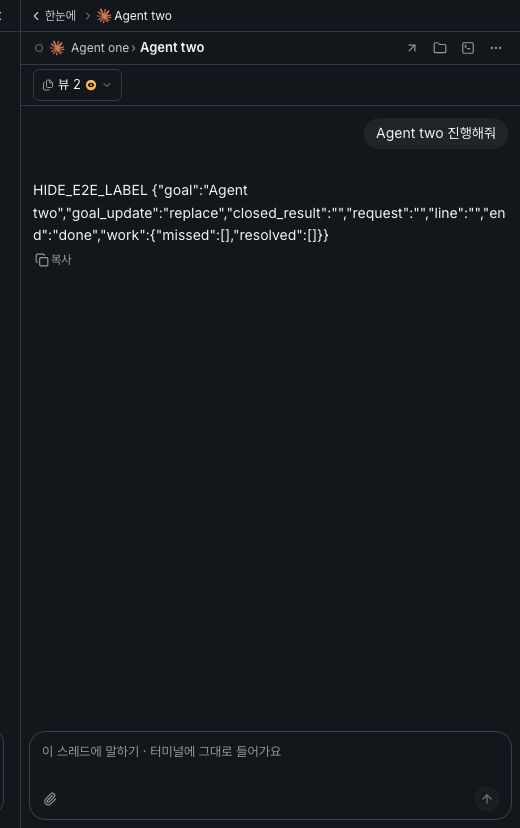 한눈에 Agent two
Agent one › Agent two
뷰 2
Agent two 진행해줘
HIDE_E2E_LABEL {"goal":"Agent
two","goal_update":"replace","closed_result":"","request":"","line":"","en
d":"done","work":{"missed":[],"resolved":[]}}
복사
이 스레드에 말하기 · 터미널에 그대로 들어가요